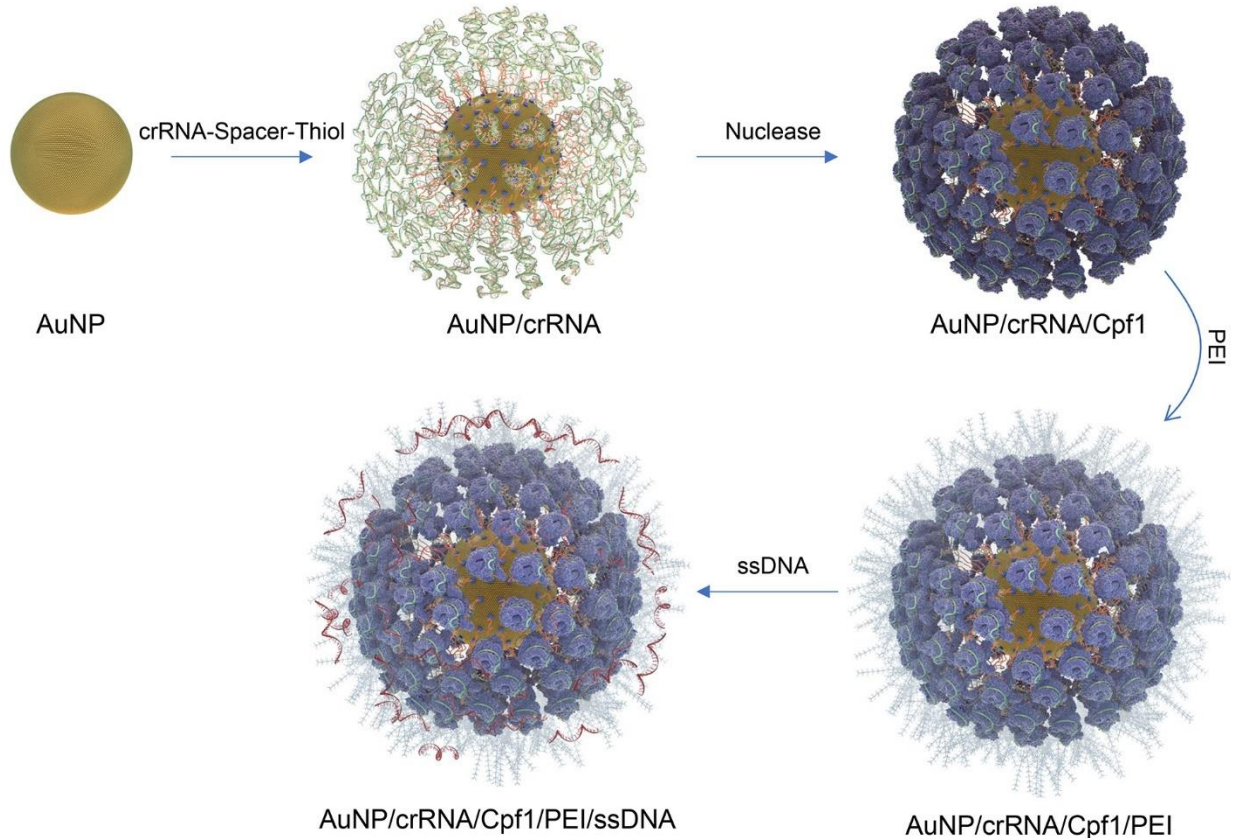 crRNA-Spacer-Thiol
Nuclease
AuNP
AuNP/crRNA
AuNP/crRNA/Cpf1
PEI
ssDNA
AuNP/crRNA/Cpf1/PEI/ssDNA
AuNP/crRNA/Cpf1/PEI